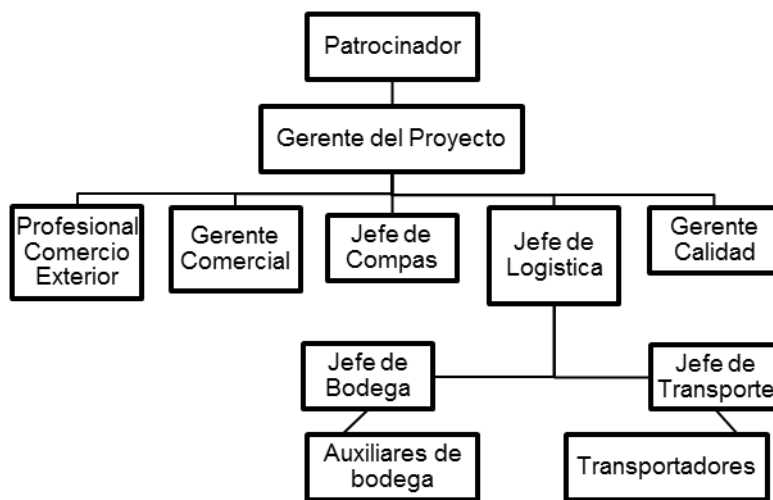 Patrocinador
Gerente del Proyecto
Profesional
Comercio
Exterior
Gerente
Comercial
Jefe de
Compas
Jefe de
Logistica
Gerente
Calidad
Jefe de
Bodega
Jefe de
Transporte
Auxiliares de
bodega
Transportadores